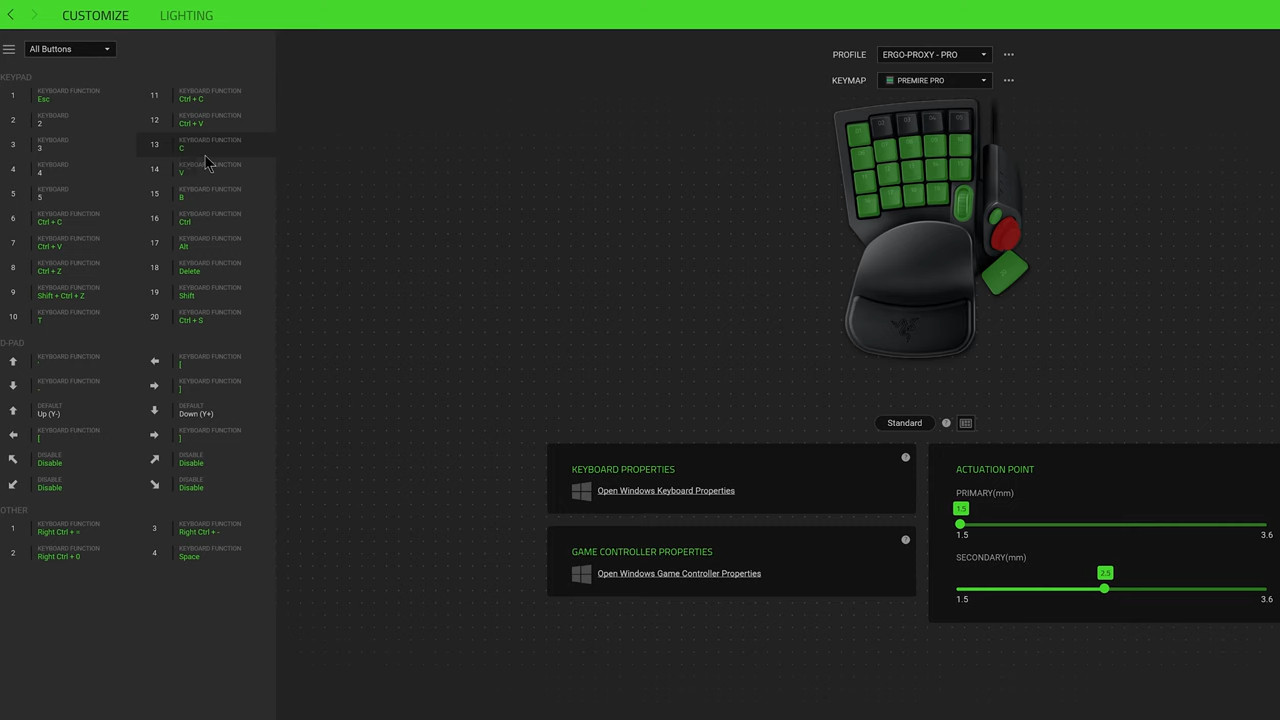 CUSTOMIZE LIGHTING
All Buttons
PROFILE ERGO-PROXY - PRO
KEYMAP PREMIRE PRO
KEYPAD
1 KEYBOARD FUNCTION Esc
2 KEYBOARD 2
3 KEYBOARD 3
4 KEYBOARD 4
5 KEYBOARD 5
6 KEYBOARD FUNCTION Ctrl + C
7 KEYBOARD FUNCTION Ctrl + V
8 KEYBOARD FUNCTION Ctrl + Z
9 KEYBOARD FUNCTION Shift + Ctrl + Z
10 KEYBOARD FUNCTION T
11 KEYBOARD FUNCTION Ctrl + C
12 KEYBOARD FUNCTION Ctrl + V
13 KEYBOARD FUNCTION C
14 KEYBOARD FUNCTION V
15 KEYBOARD FUNCTION B
16 KEYBOARD FUNCTION Ctrl
17 KEYBOARD FUNCTION Alt
18 KEYBOARD FUNCTION Delete
19 KEYBOARD FUNCTION Shift
20 KEYBOARD FUNCTION Ctrl + S
D-PAD
KEYBOARD FUNCTION
KEYBOARD FUNCTION [
KEYBOARD FUNCTION -
KEYBOARD FUNCTION ]
DEFAULT Up (Y-)
DEFAULT Down (Y+)
KEYBOARD FUNCTION [
KEYBOARD FUNCTION ]
DISABLE Disable
DISABLE Disable
DISABLE Disable
DISABLE Disable
OTHER
1 KEYBOARD FUNCTION Right Ctrl + =
2 KEYBOARD FUNCTION Right Ctrl + 0
3 KEYBOARD FUNCTION Right Ctrl + -
4 KEYBOARD FUNCTION Space
Standard ?
KEYBOARD PROPERTIES ?
Open Windows Keyboard Properties
GAME CONTROLLER PROPERTIES ?
Open Windows Game Controller Properties
ACTUATION POINT
PRIMARY(mm)
1.5
1.5 3.6
SECONDARY(mm)
2.5
1.5 3.6